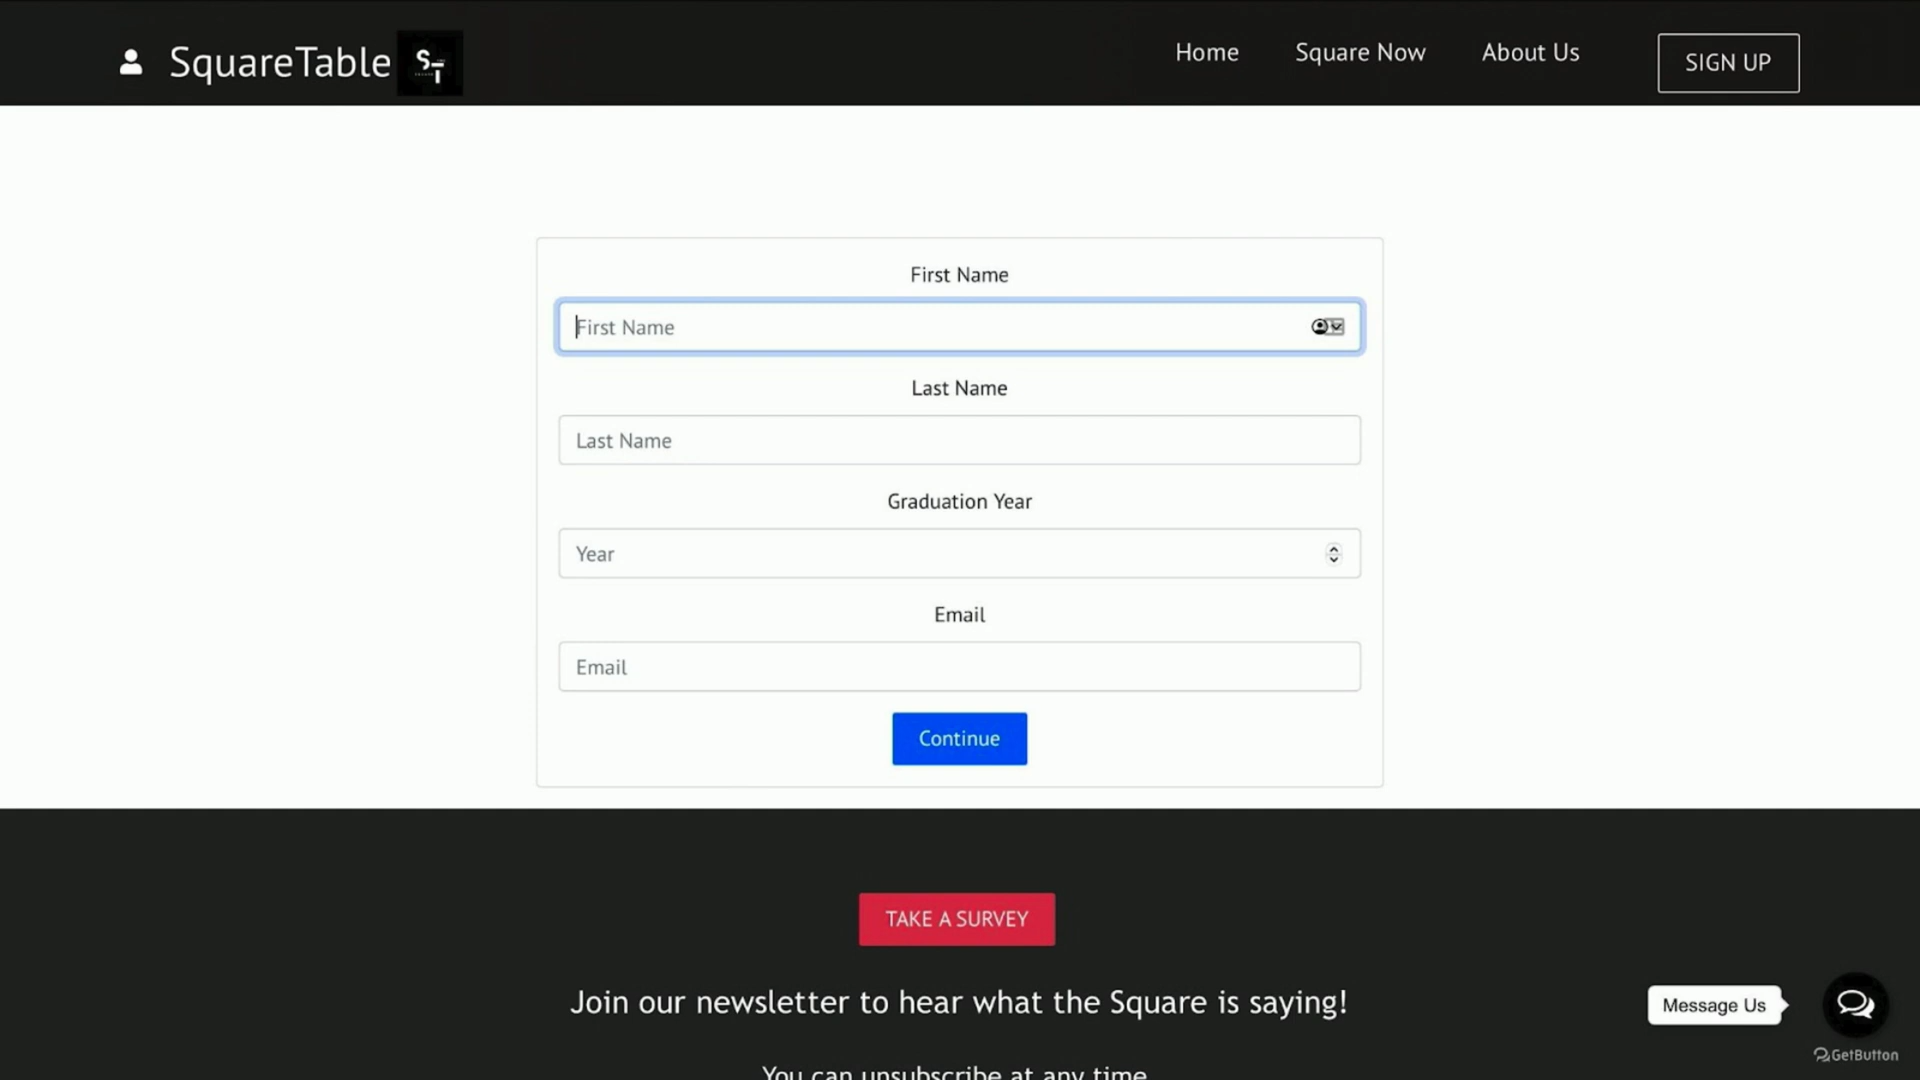 SquareTable
ST
Home
Square Now
About Us
SIGN UP
First Name
First Name
Last Name
Last Name
Graduation Year
Year
Email
Email
Continue
TAKE A SURVEY
Join our newsletter to hear what the Square is saying!
Message Us
GetButton
You can unsubscribe at any time